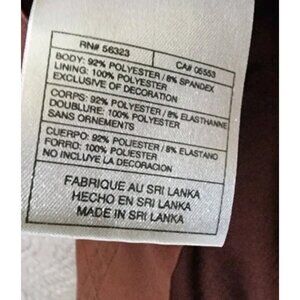 RN# 56323 CA# 05553
BODY: 92% POLYESTER / 8% SPANDEX
LINING: 100% POLYESTER
EXCLUSIVE OF DECORATION
CORPS: 92% POLYESTER / 8% ELASTHANNE
DOUBLURE: 100% POLYESTER
SANS ORNEMENTS
CUERPO: 92% POLIESTER / 8% ELASTANO
FORRO: 100% POLIESTER
NO INCLUYE LA DECORACION
FABRIQUE AU SRI LANKA
HECHO EN SRI LANKA
MADE IN SRI LANKA